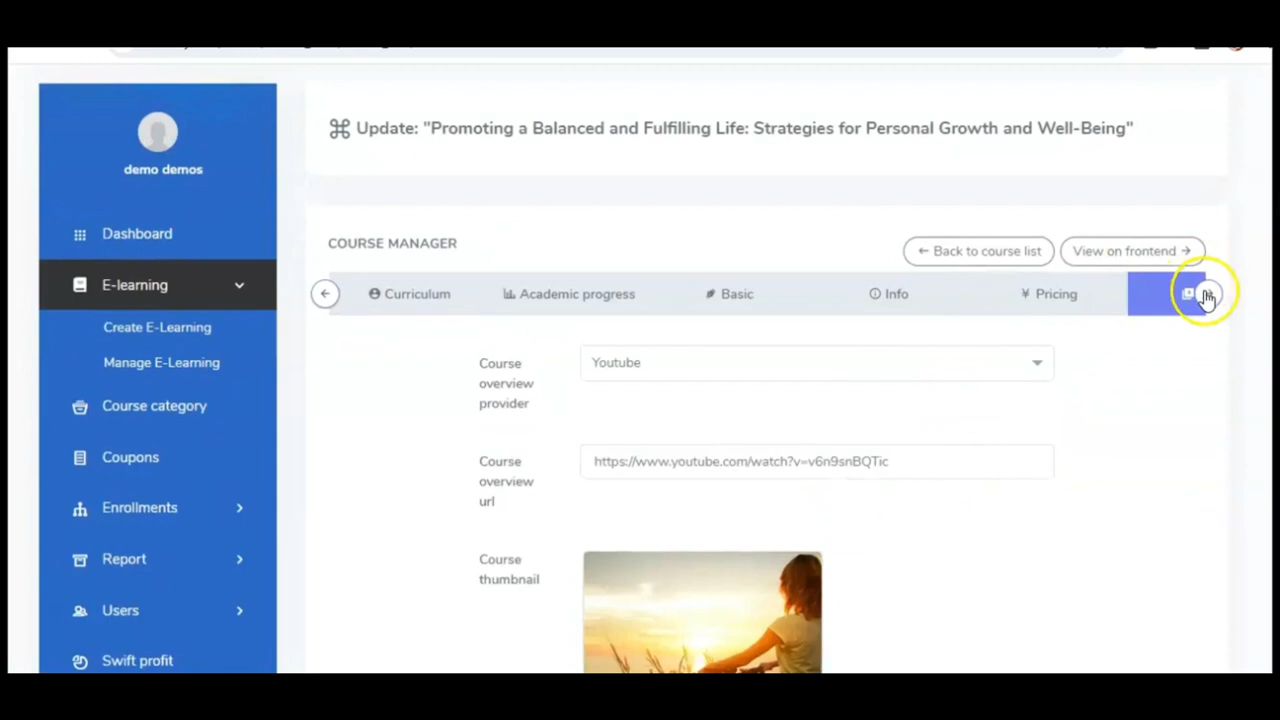 demo demos
Dashboard
E-learning
Create E-Learning
Manage E-Learning
Course category
Coupons
Enrollments
Report
Users
Swift profit
Update: "Promoting a Balanced and Fulfilling Life: Strategies for Personal Growth and Well-Being"
COURSE MANAGER
← Back to course list
View on frontend →
Curriculum
Academic progress
Basic
Info
¥ Pricing
Course
overview
provider
Youtube
Course
overview
url
https://www.youtube.com/watch?v=v6n9snBQTic
Course
thumbnail